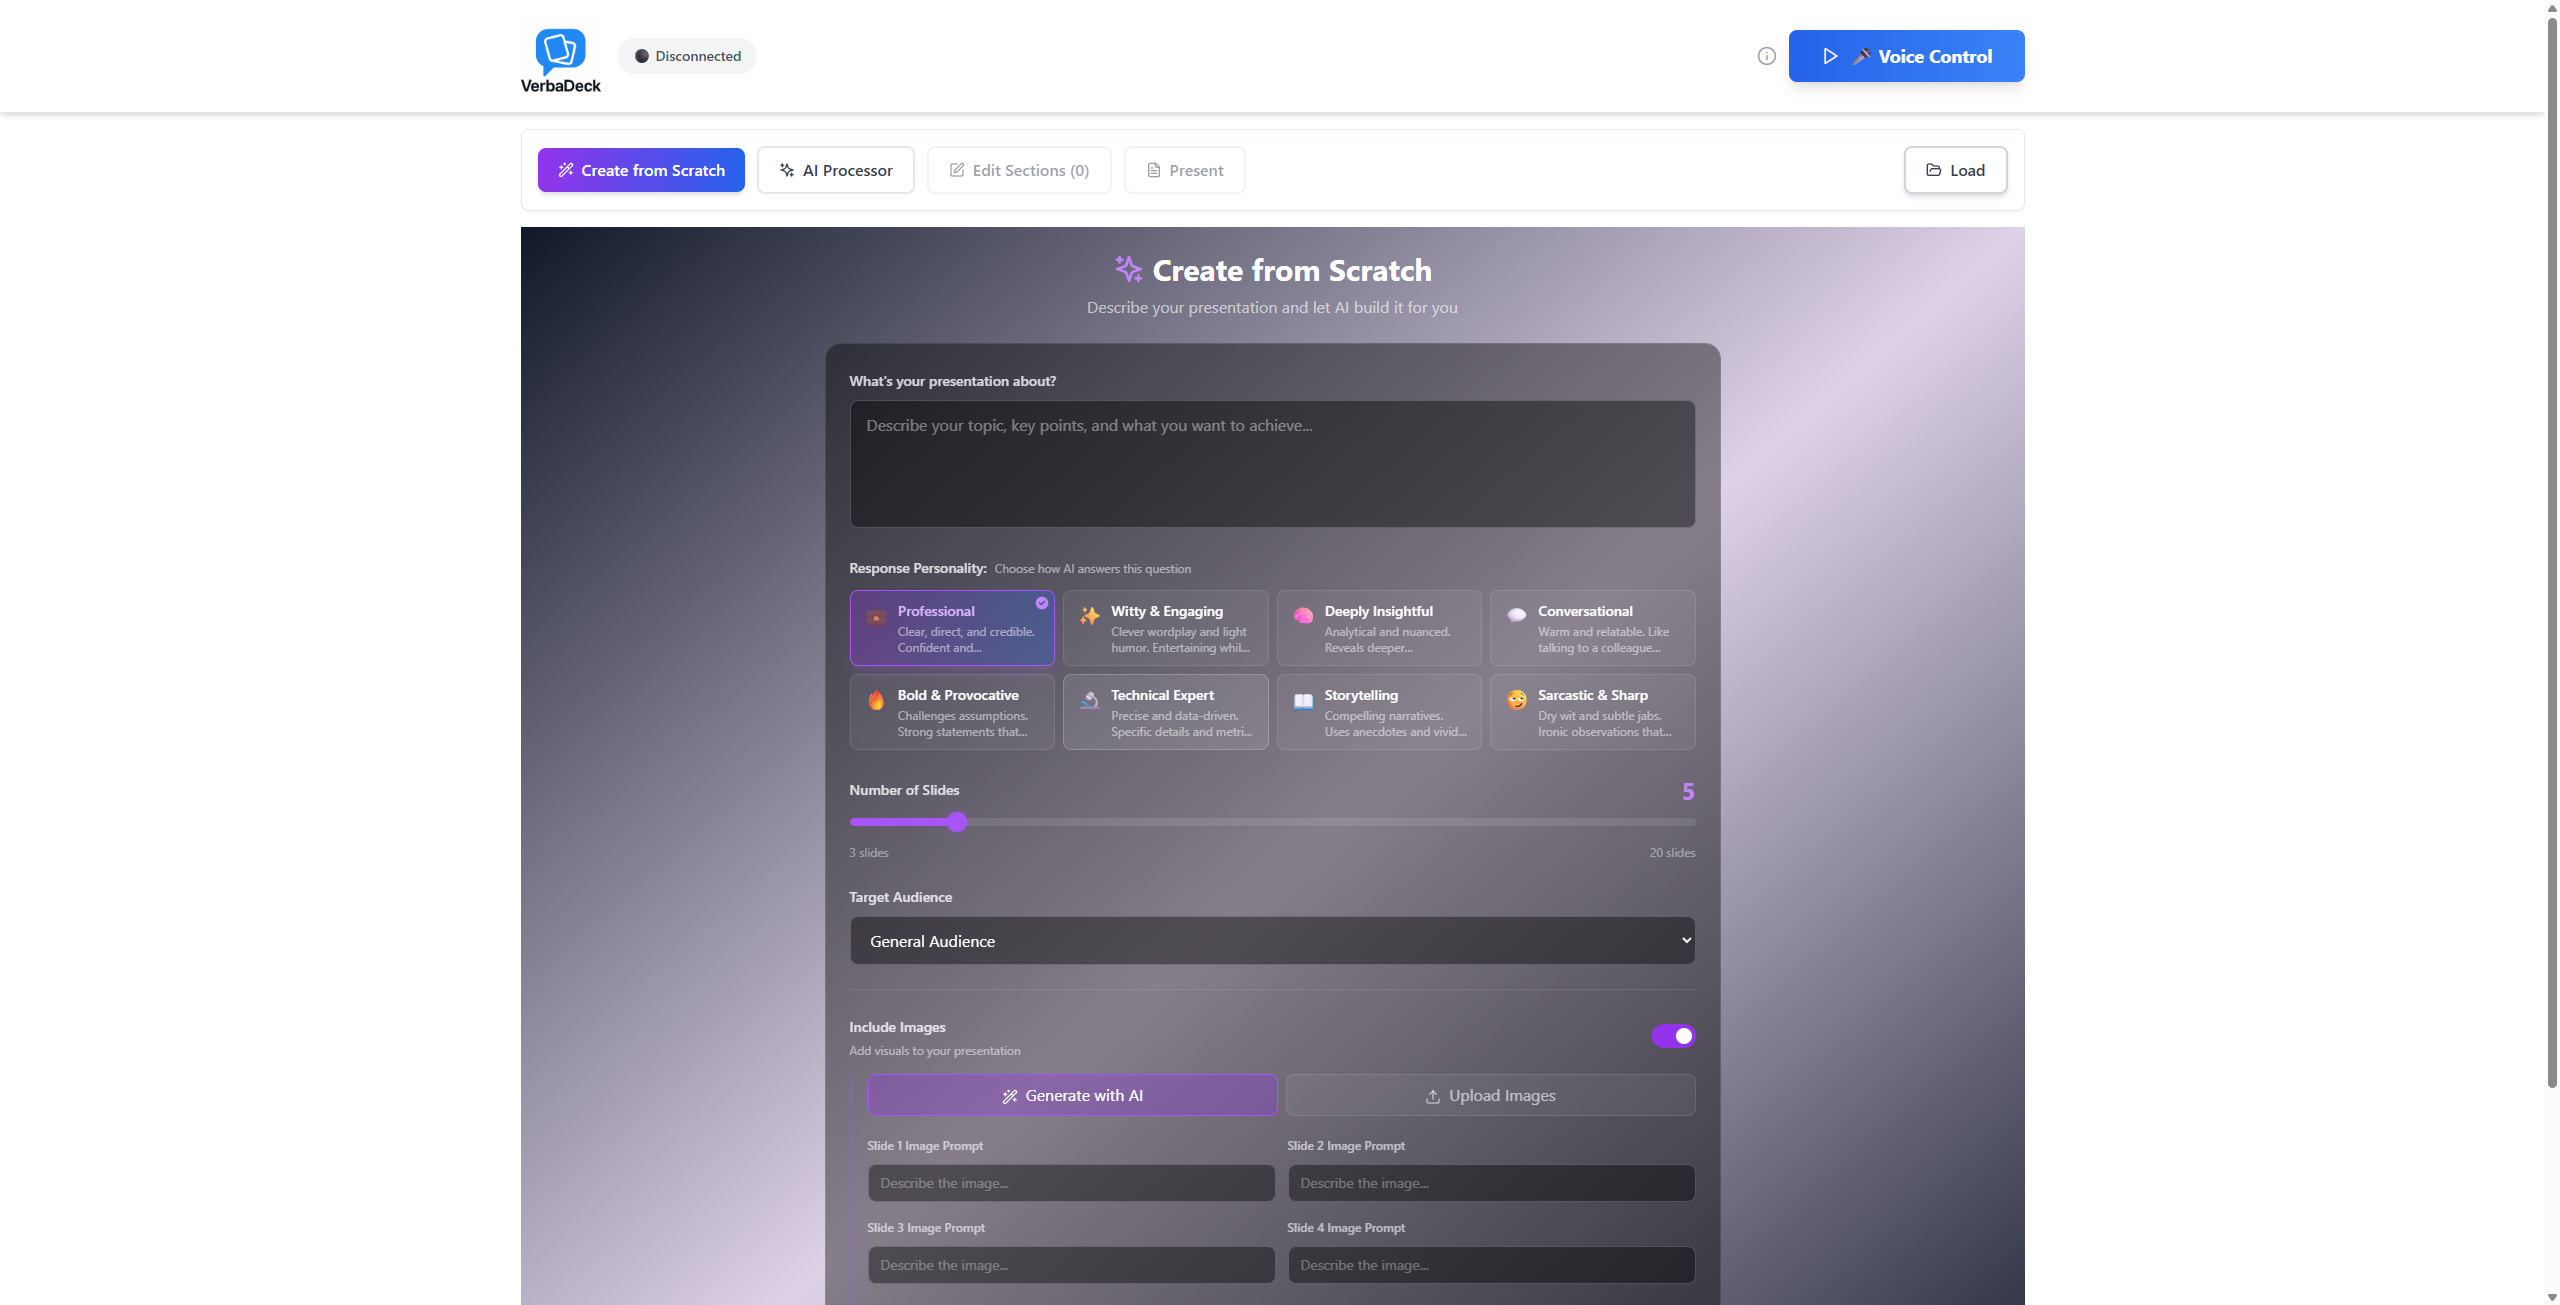 VerbaDeck
Disconnected
Voice Control
Create from Scratch
AI Processor
Edit Sections (0)
Present
Load
Create from Scratch
Describe your presentation and let AI build it for you
What's your presentation about?
Describe your topic, key points, and what you want to achieve...
Response Personality: Choose how AI answers this question
Professional
Clear, direct, and credible.
Confident and...
Witty & Engaging
Clever wordplay and light
humor. Entertaining whil...
Deeply Insightful
Analytical and nuanced.
Reveals deeper...
Conversational
Warm and relatable. Like
talking to a colleague...
Bold & Provocative
Challenges assumptions.
Strong statements that...
Technical Expert
Precise and data-driven.
Specific details and metri...
Storytelling
Compelling narratives.
Uses anecdotes and vivid...
Sarcastic & Sharp
Dry wit and subtle jabs.
Ironic observations that...
Number of Slides
5
3 slides
20 slides
Target Audience
General Audience
Include Images
Add visuals to your presentation
Generate with AI
Upload Images
Slide 1 Image Prompt
Slide 2 Image Prompt
Describe the image...
Describe the image...
Slide 3 Image Prompt
Slide 4 Image Prompt
Describe the image...
Describe the image...